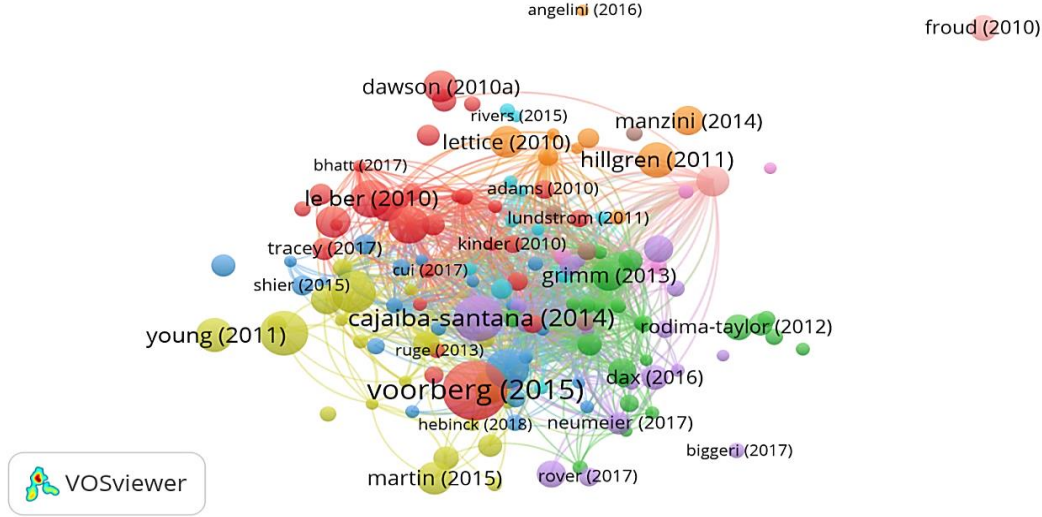 angelini (2016)
froud (2010)
dawson (2010a)
rivers (2015)
manzini (2014)
lettice (2010)
hillgren (2011)
bhatt (2017)
adams (2010)
le ber (2010)
lundstrom (2011)
kinder (2010)
tracey (2017)
cui (2017)
grimm (2013)
shier (2015)
cajaiba-santana (2014)
rodima-taylor (2012)
young (2011)
ruge (2013)
dax (2016)
voorberg (2015)
hebinck (2018)
neumeier (2017)
biggeri (2017)
martin (2015)
rover (2017)
VOSviewer